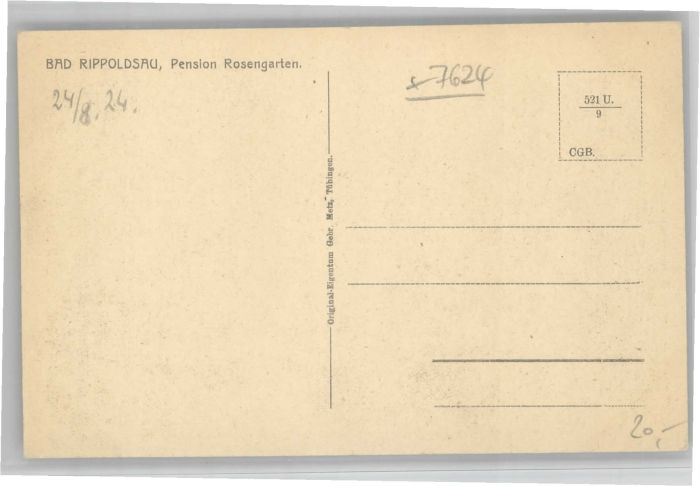 BAD RIPPOLDSAU, Pension Rosengarten.
24/8. 24.
Original-Eigentum Gebr. Metz, Tübingen.
x 7624
521 U.
9
CGB.
20,-